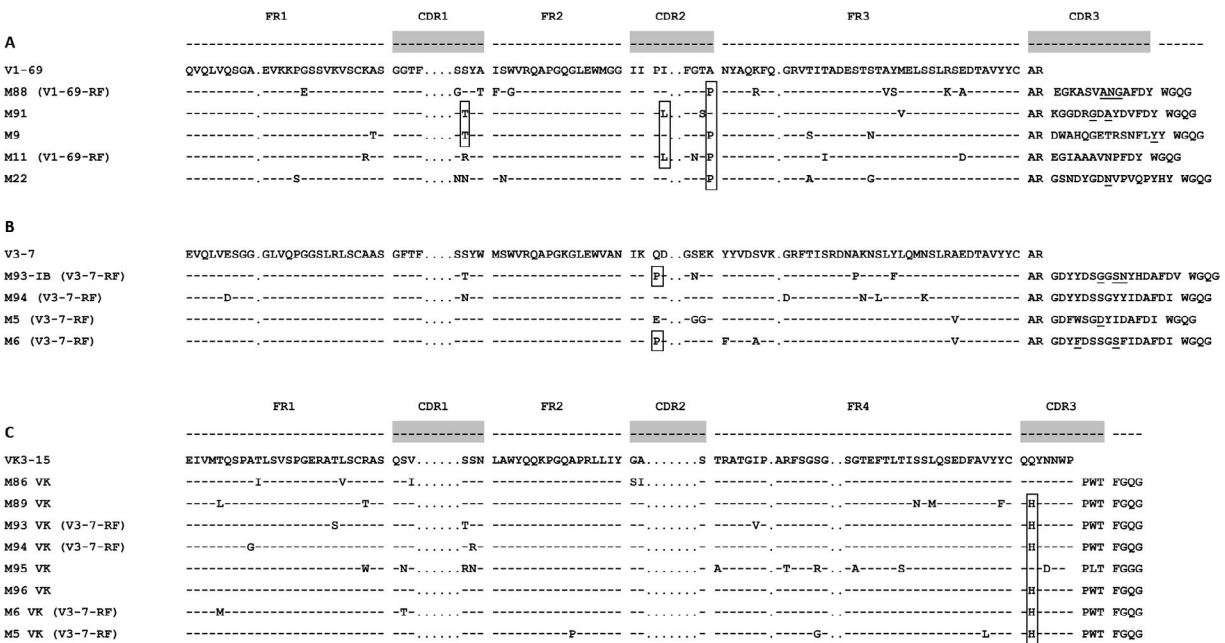 FR1 CDR1 FR2 CDR2 FR3 CDR3
A -------------------------- ------------ ----------------- ----------- --------------------------------------- ---------------- ------
V1-69 QVQLVQSGA.EVKKPGSSVKVSCKAS GGTF....SSYA ISWVRQAPGQGLEWMGG II PI..FGTA NYAQKFQ.GRVTITADESTSTAYMELSSLRSEDTAVYYC AR
M88 (V1-69-RF) ---------.-----E---------- ----....G--T F-G-------------- -- --..---P ----K--.-------------VS------K-A------- AR EGKASVANGAFDY WGQG
M91 ---------.---------------- ----....-T-- ----------------- -- -L..--S- -------.---------------V--------------- AR KGGDRGDAYDVFDY WGQG
M9 ---------.--------------T- ----....-T-- ----------------- -- --..---P -------.---S-------N------------------- AR DWAHQGETRSNFLYY WGQG
M11 (V1-69-RF) ---------.-------------R-- ----....-R-- ----------------- -- -L..-N-P -------.-----I-----------------D------- AR EGIAAAVNPFDY WGQG
M22 ---------.----S----------- ----....NN-- -N--------------- -- --..---P -------.---A-------G------------------- AR GSNDYGDNVPVQPYHY WGQG
B
V3-7 EVQLVESGG.GLVQPGGSLRLSCAAS GFTF....SSYW MSWVRQAPGKGLEWVAN IK QD..GSEK YYVDSVK.GRFTISRDNAKNSLYLQMNSLRAEDTAVYYC AR
M93-IB (V3-7-RF) ---------.---------------- ----....-T-- ----------------- -- P-..-N-- -------.---------A----F---------------- AR GDYYDSGGSNYHDAFDV WGQG
M94 (V3-7-RF) -----D---.---------------- ----....-N-- ----------------- -- --..---- -------.D---------N-L-----K------------ AR GDYYDSSGYYIDAFDI WGQG
M5 (V3-7-RF) ---------.---------------- ----....---- ----------------- -- E-..-GG- -------.----------------------V-------- AR GDFWSGDYIDAFDI WGQG
M6 (V3-7-RF) ---------.---------------- ----....---- ----------------- -- P-..---- F---A--.----------------------V-------- AR GDYFDSSGSFIDAFDI WGQG
FR1 CDR1 FR2 CDR2 FR4 CDR3
C -------------------------- ------------ ----------------- ---------- --------------------------------------- ----------- ----
VK3-15 EIVMTQSPATLSVSPGERATLSCRAS QSV......SSN LAWYQQKPGQAPRLLIY GA.......S TRATGIP.ARFSGSG..SGTEFTLTISSLQSEDFAVYYC QQYNNWP
M86 VK ---------I----------V----- --I......--- ----------------- SI.......- -------.-------..---------------------- ------- PWT FGQG
M89 VK ----L------------------T-- ---......--- ----------------- --.......- -------.-------..---------N-M--------F- -H----- PWT FGQG
M93 VK (V3-7-RF) -------------------S------ ---......T-- ----------------- --.......- -----V-.-------..---------------------- -H----- PWT FGQG
M94 VK (V3-7-RF) --------G----------------- ---......-R- ----------------- --.......- -------.-------..---------------------- -H----- PWT FGQG
M95 VK -----------------------W-- -N-......RN- ----------------- --.......- A------.-T---R-..-A-----S-------------- ---D--- PLT FGGG
M96 VK -------------------------- ---......--- ----------------- --.......- -------.-------..---------------------- -H----- PWT FGQG
M6 VK (V3-7-RF) ----M--------------------- -T-......--- ----------------- --.......- -------.-------..---------------------- -H----- PWT FGQG
M5 VK (V3-7-RF) -------------------------- ---......--- ----------P------ --.......- -------.-----G-..------------------V--- -H----- PWT FGQG